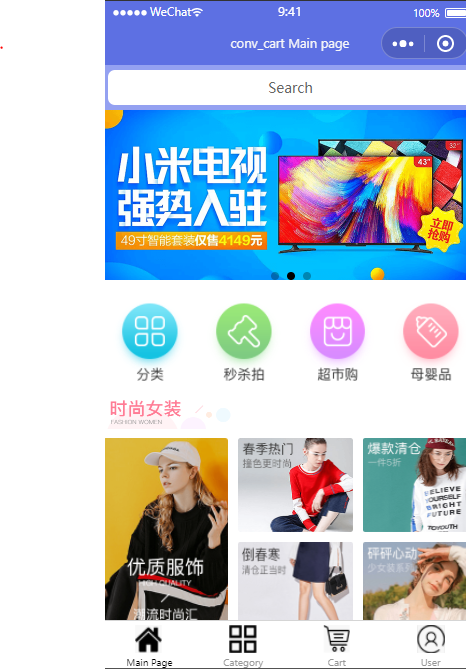 WeChat 9:41 100%
conv_cart Main page
Search
小米电视
强势入驻
49寸智能套装仅售4149元
32"
43"
立即
抢购
分类 秒杀拍 超市购 母婴品
时尚女装
FASHION WOMEN
优质服饰
HIGH QUALITY
潮流时尚汇
春季热门
撞色更时尚
爆款清仓
一件5折
BELIEVE
YOURSELF
BRIGHT
FUTURE
倒春寒
清仓正当时
砰砰心动
少女装系列
Main Page Category Cart User